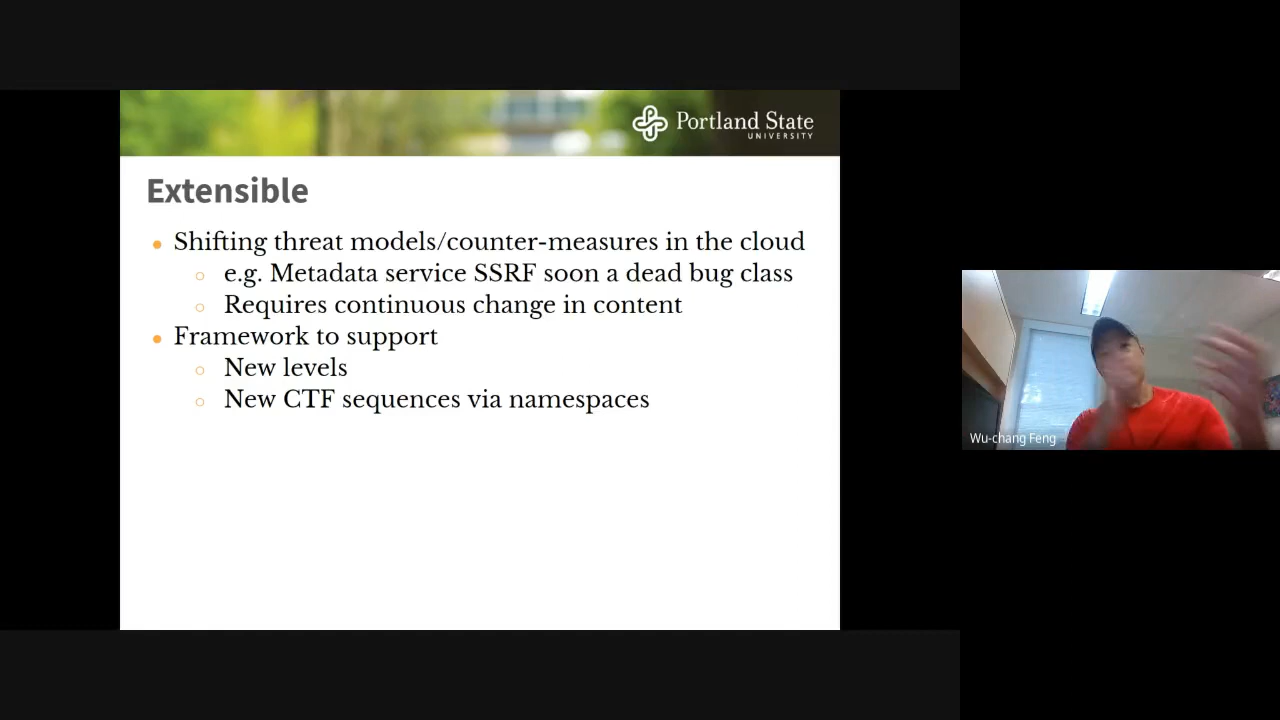 Portland State
UNIVERSITY
Extensible
Shifting threat models/counter-measures in the cloud
e.g. Metadata service SSRF soon a dead bug class
Requires continuous change in content
Framework to support
New levels
New CTF sequences via namespaces
Wu-chang Feng